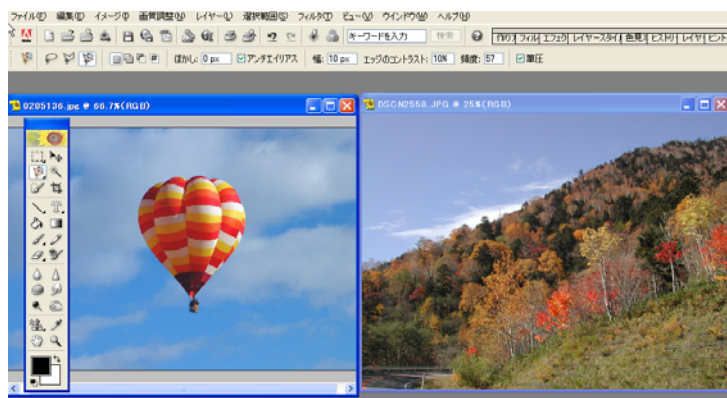 ファイル(F) 編集(E) イメージ(I) 画質調整(N) レイヤー(L) 選択範囲(S) フィルタ(T) ビュー(V) ウインドウ(W) ヘルプ(H)
キーワードを入力 検索
ぼかし: 0 px アンチエイリアス 幅: 10 px エッジのコントラスト: 10% 頻度: 57 筆圧
0205136.jpg @ 66.7%(RGB) DSCN2550.JPG @ 25%(RGB)